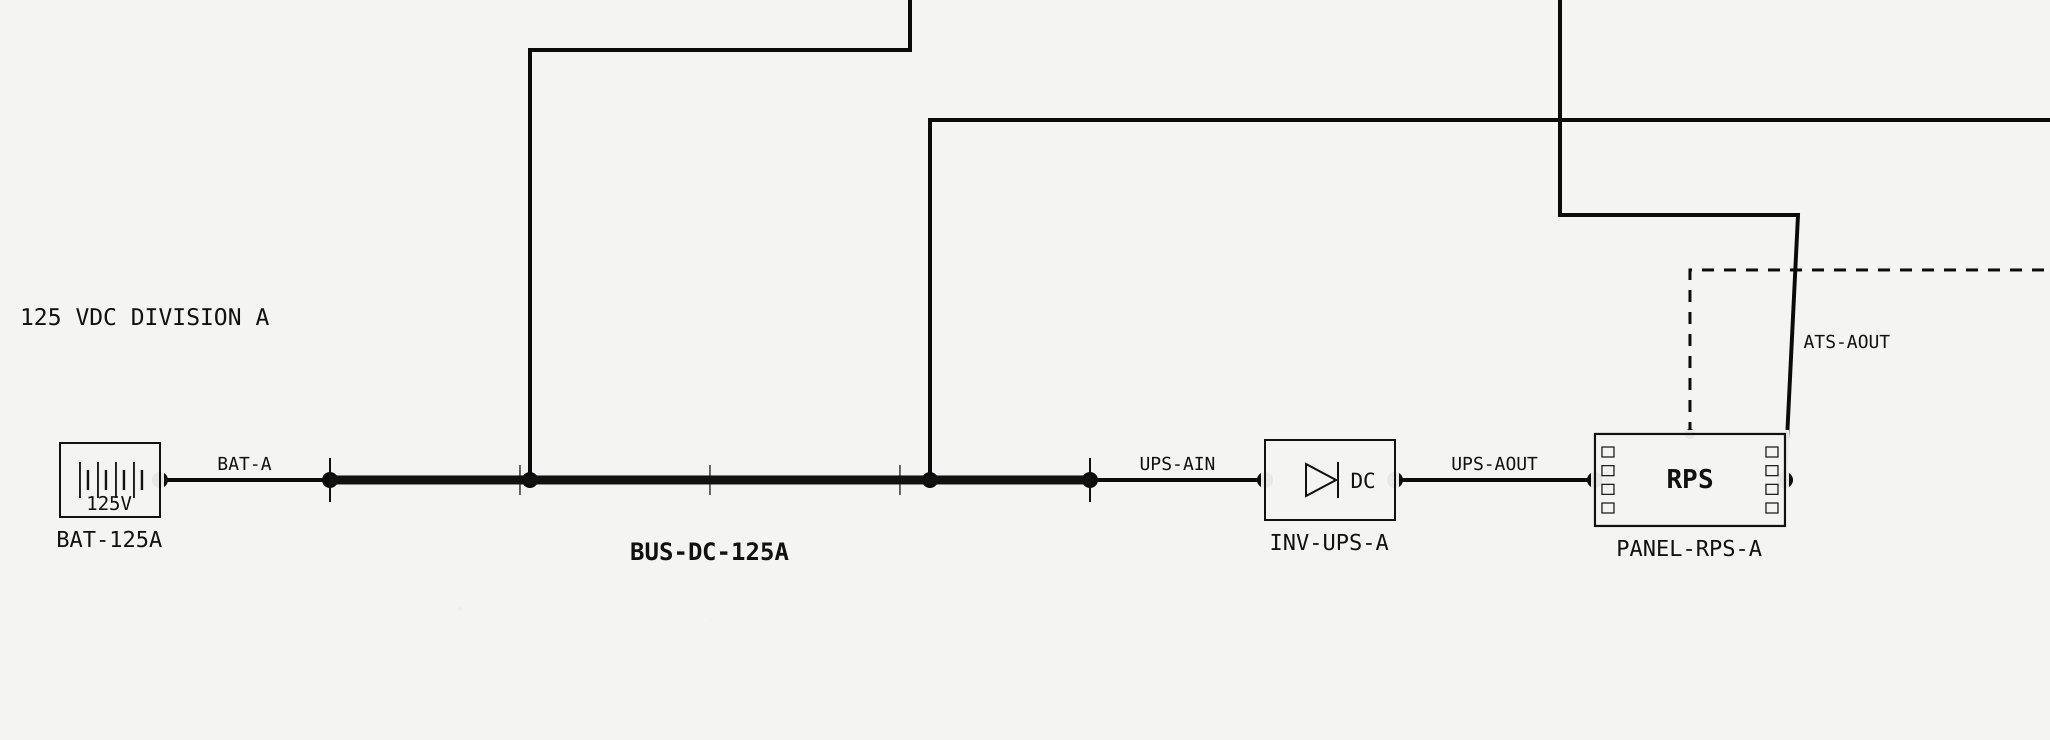 125 VDC DIVISION A
ATS-AOUT
BAT-A
UPS-AIN
UPS-AOUT
125V
DC
RPS
BAT-125A
BUS-DC-125A
INV-UPS-A
PANEL-RPS-A